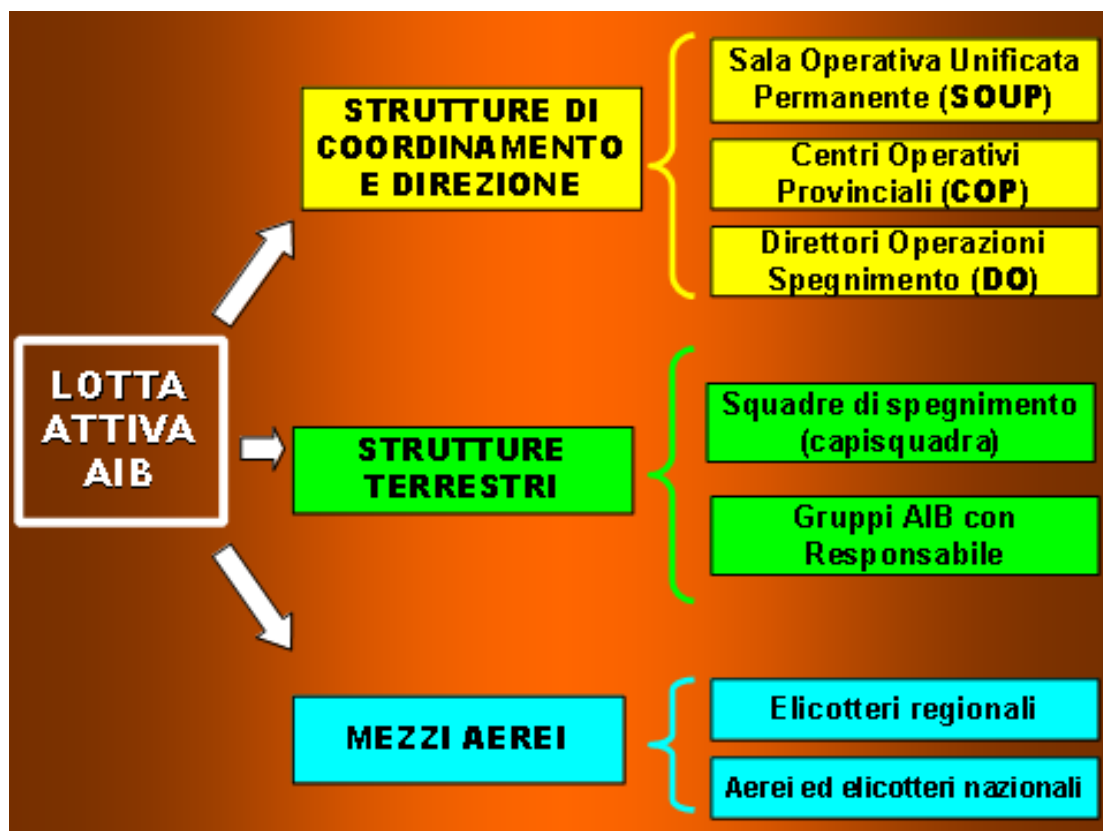 LOTTA
ATTIVA
AIB
STRUTTURE DI
COORDINAMENTO
E DIREZIONE
Sala Operativa Unificata
Permanente (SOUP)
Centri Operativi
Provinciali (COP)
Direttori Operazioni
Spegnimento (DO)
STRUTTURE
TERRESTRI
Squadre di spegnimento
(capisquadra)
Gruppi AIB con
Responsabile
MEZZI AEREI
Elicotteri regionali
Aerei ed elicotteri nazionali